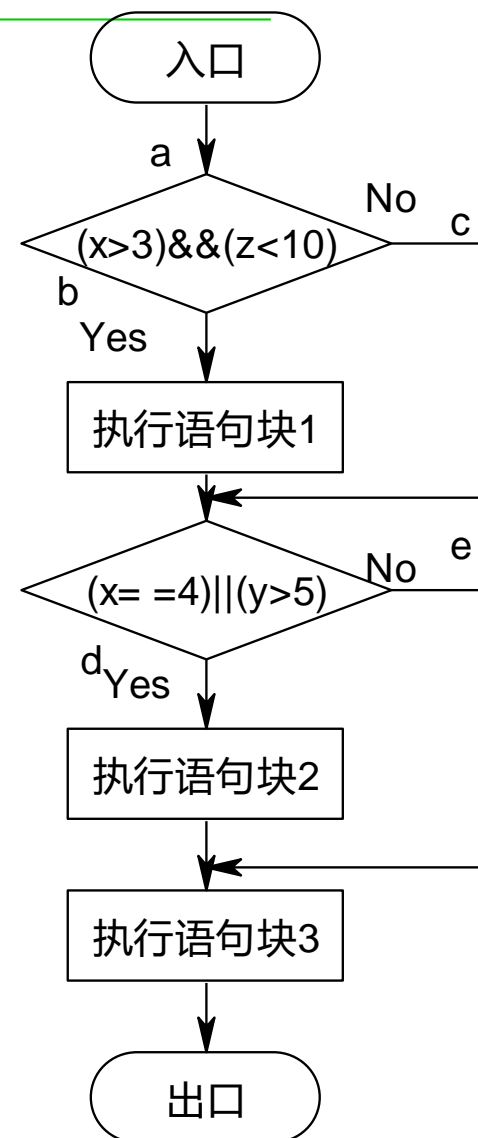 入口
a
No
c
(x>3)&&(z<10)
b
Yes
执行语句块1
e
No
(x= =4)||(y>5)
d
Yes
执行语句块2
执行语句块3
出口